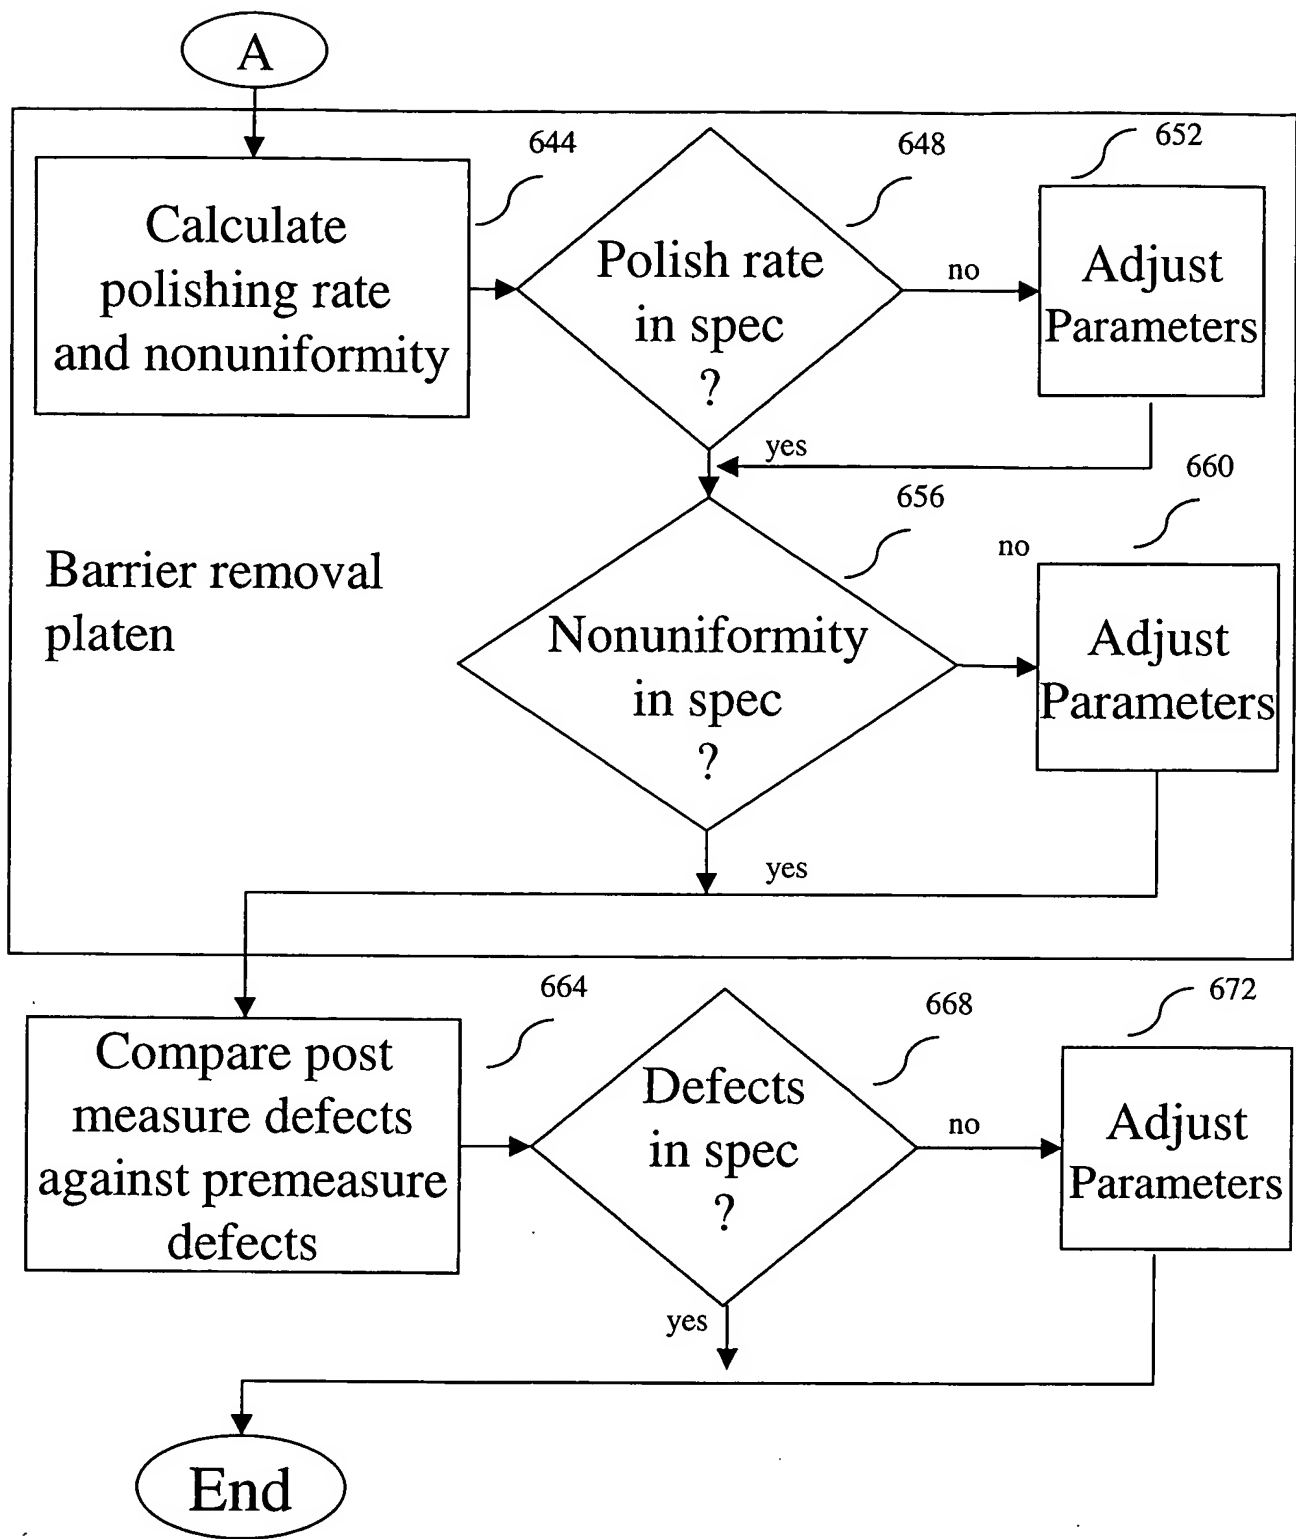 A
644
648
652
Calculate
polishing rate
and nonuniformity
Polish rate
in spec
?
no
Adjust
Parameters
yes
660
656
no
Barrier removal
platen
Nonuniformity
in spec
?
Adjust
Parameters
yes
664
668
672
Compare post
measure defects
against premeasure
defects
Defects
in spec
?
no
Adjust
Parameters
yes
End